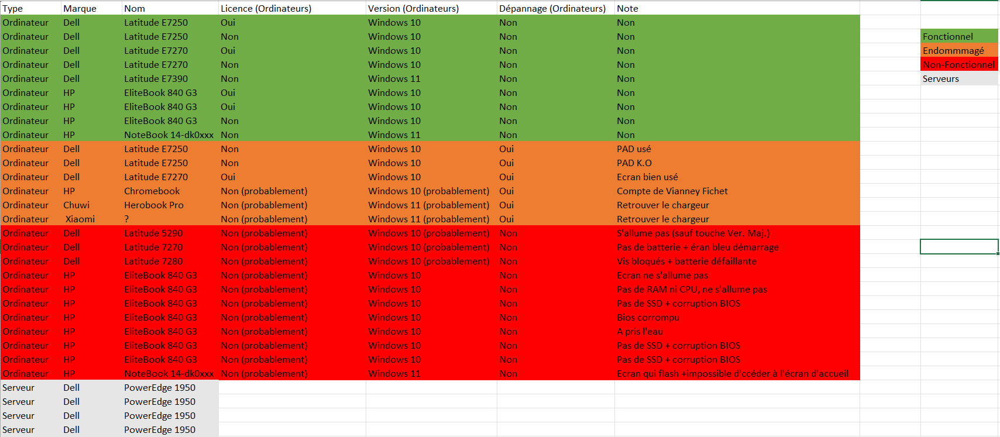 Type Marque Nom Licence (Ordinateurs) Version (Ordinateurs) Dépannage (Ordinateurs) Note
Ordinateur Dell Latitude E7250 Oui Windows 10 Non Non
Ordinateur Dell Latitude E7250 Non Windows 10 Non Non Fonctionnel
Ordinateur Dell Latitude E7270 Oui Windows 10 Non Non Endommmagé
Ordinateur Dell Latitude E7270 Non Windows 10 Non Non Non-Fonctionnel
Ordinateur Dell Latitude E7390 Non Windows 11 Non Non Serveurs
Ordinateur HP EliteBook 840 G3 Oui Windows 10 Non Non
Ordinateur HP EliteBook 840 G3 Oui Windows 10 Non Non
Ordinateur HP EliteBook 840 G3 Non Windows 10 Non Non
Ordinateur HP NoteBook 14-dk0xxx Non Windows 11 Non Non
Ordinateur Dell Latitude E7250 Non Windows 10 Oui PAD usé
Ordinateur Dell Latitude E7250 Non Windows 10 Oui PAD K.O
Ordinateur Dell Latitude E7270 Oui Windows 10 Oui Ecran bien usé
Ordinateur HP Chromebook Non (probablement) Windows 10 (probablement) Oui Compte de Vianney Fichet
Ordinateur Chuwi Herobook Pro Non (probablement) Windows 11 (probablement) Oui Retrouver le chargeur
Ordinateur Xiaomi ? Non (probablement) Windows 11 (probablement) Oui Retrouver le chargeur
Ordinateur Dell Latitude 5290 Non (probablement) Windows 10 (probablement) Non S'allume pas (sauf touche Ver. Maj.)
Ordinateur Dell Latitude 7270 Non (probablement) Windows 10 (probablement) Non Pas de batterie + éran bleu démarrage
Ordinateur Dell Latitude 7280 Non (probablement) Windows 10 (probablement) Non Vis bloqués + batterie défaillante
Ordinateur HP EliteBook 840 G3 Non (probablement) Windows 10 Non Ecran ne s'allume pas
Ordinateur HP EliteBook 840 G3 Non (probablement) Windows 10 Non Pas de RAM ni CPU, ne s'allume pas
Ordinateur HP EliteBook 840 G3 Non (probablement) Windows 10 Non Pas de SSD + corruption BIOS
Ordinateur HP EliteBook 840 G3 Non (probablement) Windows 10 Non Bios corrompu
Ordinateur HP EliteBook 840 G3 Non (probablement) Windows 10 Non A pris l'eau
Ordinateur HP EliteBook 840 G3 Non (probablement) Windows 10 Non Pas de SSD + corruption BIOS
Ordinateur HP EliteBook 840 G3 Non (probablement) Windows 10 Non Pas de SSD + corruption BIOS
Ordinateur HP NoteBook 14-dk0xxx Non (probablement) Windows 11 Non Ecran qui flash +impossible d'ccéder à l'écran d'accueil
Serveur Dell PowerEdge 1950
Serveur Dell PowerEdge 1950
Serveur Dell PowerEdge 1950
Serveur Dell PowerEdge 1950